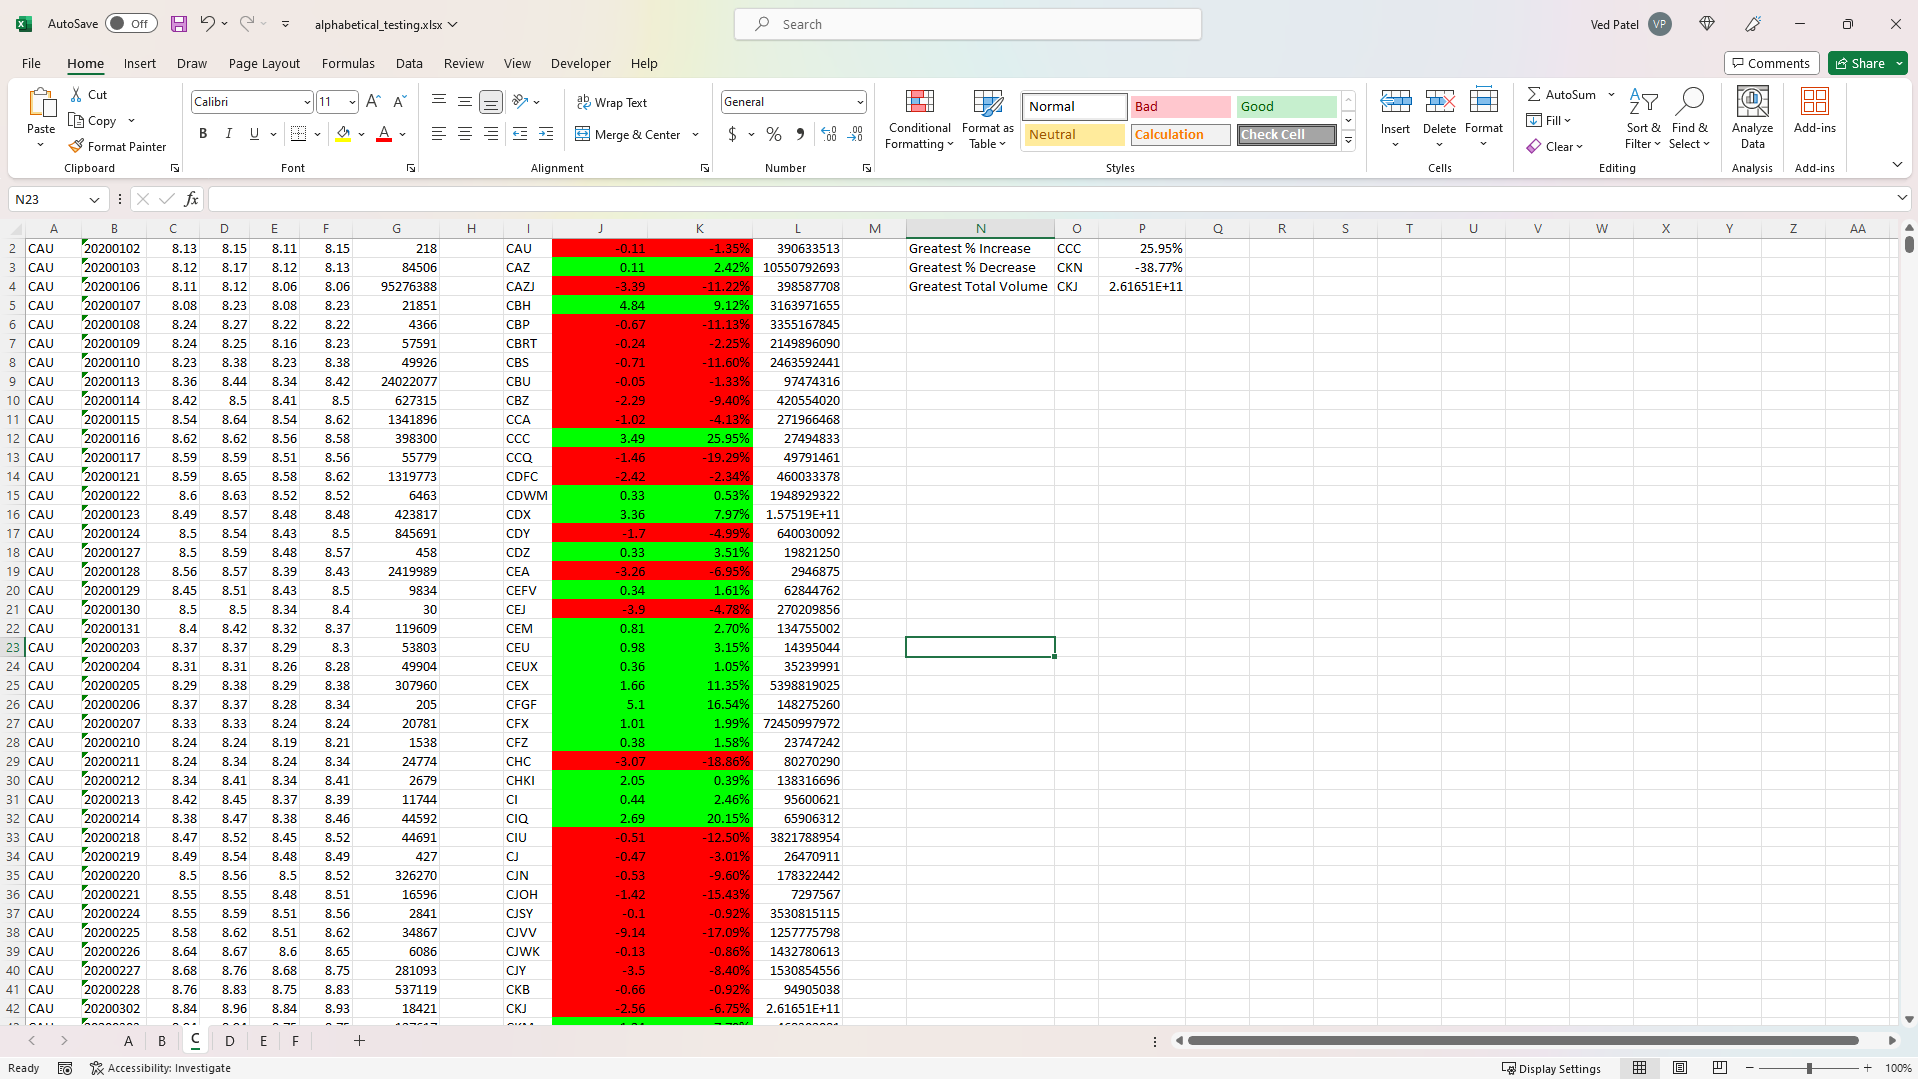 AutoSave Off alphabetical_testing.xlsx Search Ved Patel VP
File Home Insert Draw Page Layout Formulas Data Review View Developer Help Comments Share
Paste Cut Copy Format Painter Clipboard
Calibri 11 B I U A Font
Wrap Text Merge & Center Alignment
General $ % Number
Conditional Formatting Format as Table Normal Bad Good Neutral Calculation Check Cell Styles
Insert Delete Format Cells
AutoSum Fill Clear Sort & Filter Find & Select Editing
Analyze Data Analysis
Add-ins Add-ins
N23 fx
A B C D E F G H I J K L M N O P Q R S T U V W X Y Z AA
2 CAU 20200102 8.13 8.15 8.11 8.15 218 CAU -0.11 -1.35% 390633513 Greatest % Increase CCC 25.95%
3 CAU 20200103 8.12 8.17 8.12 8.13 84506 CAZ 0.11 2.42% 10550792693 Greatest % Decrease CKN -38.77%
4 CAU 20200106 8.11 8.12 8.06 8.06 95276388 CAZJ -3.39 -11.22% 398587708 Greatest Total Volume CKJ 2.61651E+11
5 CAU 20200107 8.08 8.23 8.08 8.23 21851 CBH 4.84 9.12% 3163971655
6 CAU 20200108 8.24 8.27 8.22 8.22 4366 CBP -0.67 -11.13% 3355167845
7 CAU 20200109 8.24 8.25 8.16 8.23 57591 CBRT -0.24 -2.25% 2149896090
8 CAU 20200110 8.23 8.38 8.23 8.38 49926 CBS -0.71 -11.60% 2463592441
9 CAU 20200113 8.36 8.44 8.34 8.42 24022077 CBU -0.05 -1.33% 97474316
10 CAU 20200114 8.42 8.5 8.41 8.5 627315 CBZ -2.29 -9.40% 420554020
11 CAU 20200115 8.54 8.64 8.54 8.62 1341896 CCA -1.02 -4.13% 271966468
12 CAU 20200116 8.62 8.62 8.56 8.58 398300 CCC 3.49 25.95% 27494833
13 CAU 20200117 8.59 8.59 8.51 8.56 55779 CCQ -1.46 -19.29% 49791461
14 CAU 20200121 8.59 8.65 8.58 8.62 1319773 CDFC -2.42 -2.34% 460033378
15 CAU 20200122 8.6 8.63 8.52 8.52 6463 CDWM 0.33 0.53% 1948929322
16 CAU 20200123 8.49 8.57 8.48 8.48 423817 CDX 3.36 7.97% 1.57519E+11
17 CAU 20200124 8.5 8.54 8.43 8.5 845691 CDY -1.7 -4.99% 640030092
18 CAU 20200127 8.5 8.59 8.48 8.57 458 CDZ 0.33 3.51% 19821250
19 CAU 20200128 8.56 8.57 8.39 8.43 2419989 CEA -3.26 -6.95% 2946875
20 CAU 20200129 8.45 8.51 8.43 8.5 9834 CEFV 0.34 1.61% 62844762
21 CAU 20200130 8.5 8.5 8.34 8.4 30 CEJ -3.9 -4.78% 270209856
22 CAU 20200131 8.4 8.42 8.32 8.37 119609 CEM 0.81 2.70% 134755002
23 CAU 20200203 8.37 8.37 8.29 8.3 53803 CEU 0.98 3.15% 14395044
24 CAU 20200204 8.31 8.31 8.26 8.28 49904 CEUX 0.36 1.05% 35239991
25 CAU 20200205 8.29 8.38 8.29 8.38 307960 CEX 1.66 11.35% 5398819025
26 CAU 20200206 8.37 8.37 8.28 8.34 205 CFGF 5.1 16.54% 148275260
27 CAU 20200207 8.33 8.33 8.24 8.24 20781 CFX 1.01 1.99% 72450997972
28 CAU 20200210 8.24 8.24 8.19 8.21 1538 CFZ 0.38 1.58% 23747242
29 CAU 20200211 8.24 8.34 8.24 8.34 24774 CHC -3.07 -18.86% 80270290
30 CAU 20200212 8.34 8.41 8.34 8.41 2679 CHKI 2.05 0.39% 138316696
31 CAU 20200213 8.42 8.45 8.37 8.39 11744 CI 0.44 2.46% 95600621
32 CAU 20200214 8.38 8.47 8.38 8.46 44592 CIQ 2.69 20.15% 65906312
33 CAU 20200218 8.47 8.52 8.45 8.52 44691 CIU -0.51 -12.50% 3821788954
34 CAU 20200219 8.49 8.54 8.48 8.49 427 CJ -0.47 -3.01% 26470911
35 CAU 20200220 8.5 8.56 8.5 8.52 326270 CJN -0.53 -9.60% 178322442
36 CAU 20200221 8.55 8.55 8.48 8.51 16596 CJOH -1.42 -15.43% 7297567
37 CAU 20200224 8.55 8.59 8.51 8.56 2841 CJSY -0.1 -0.92% 3530815115
38 CAU 20200225 8.58 8.62 8.51 8.62 34867 CJVV -9.14 -17.09% 1257775798
39 CAU 20200226 8.64 8.67 8.6 8.65 6086 CJWK -0.13 -0.86% 1432780613
40 CAU 20200227 8.68 8.76 8.68 8.75 281093 CJY -3.5 -8.40% 1530854556
41 CAU 20200228 8.76 8.83 8.75 8.83 537119 CKB -0.66 -0.92% 94905038
42 CAU 20200302 8.84 8.96 8.84 8.93 18421 CKJ -2.56 -6.75% 2.61651E+11
A B C D E F
Ready Accessibility: Investigate Display Settings 100%